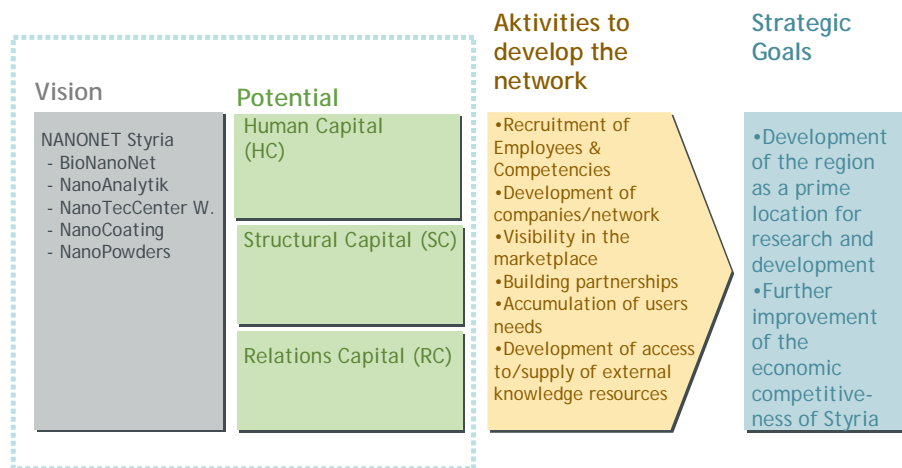 Vision
NANONET Styria
- BioNanoNet
- NanoAnalytik
- NanoTecCenter W.
- NanoCoating
- NanoPowders
Potential
Human Capital
(HC)
Structural Capital (SC)
Relations Capital (RC)
Aktivities to
develop the
network
•Recruitment of
Employees &
Competencies
•Development of
companies/network
•Visibility in the
marketplace
•Building partnerships
•Accumulation of users
needs
•Development of access
to/supply of external
knowledge resources
Strategic
Goals
•Development
of the region
as a prime
location for
research and
development
•Further
improvement
of the
economic
competitive-
ness of Styria